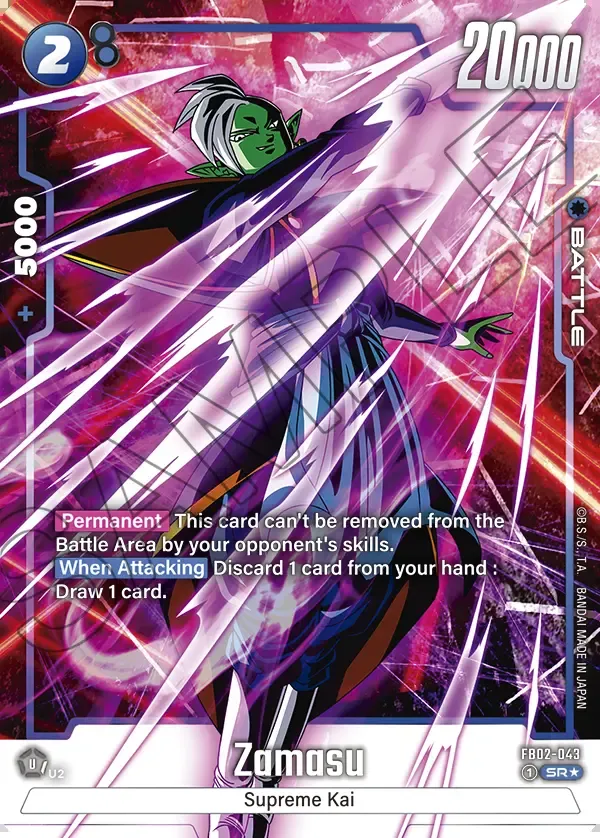 2 8
20000
+ 5000
BATTLE
SAMPLE
Permanent This card can't be removed from the
Battle Area by your opponent's skills.
When Attacking Discard 1 card from your hand :
Draw 1 card.
©B.S./S., T.A. BANDAI MADE IN JAPAN
U/U2
Zamasu
FB02-043
1 SR★
Supreme Kai